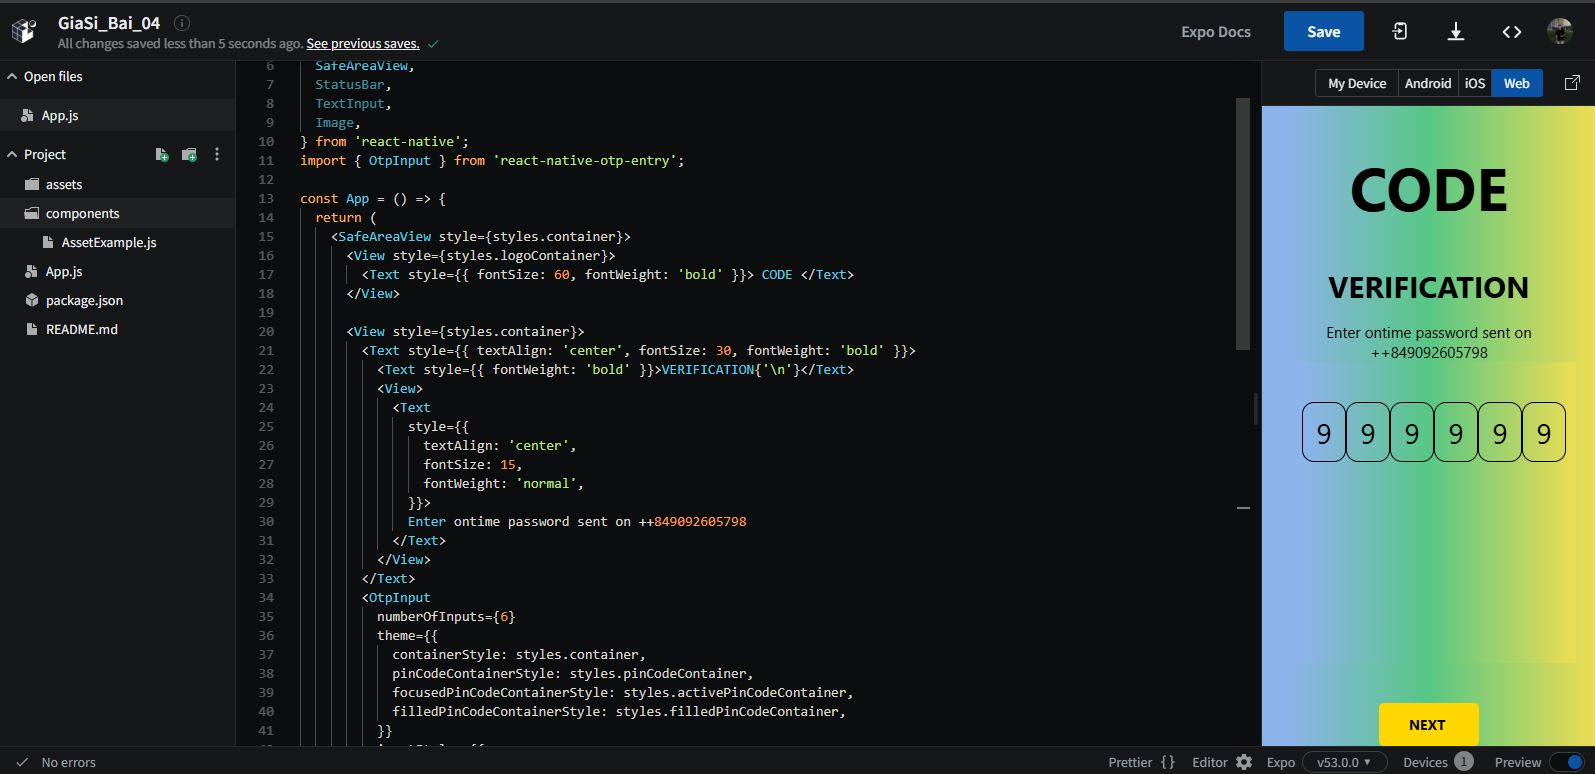 GiaSi_Bai_04
All changes saved less than 5 seconds ago. See previous saves.
Expo Docs
Save
Open files
App.js
Project
assets
components
AssetExample.js
App.js
package.json
README.md
6 SafeAreaView,
7 StatusBar,
8 TextInput,
9 Image,
10 } from 'react-native';
11 import { OtpInput } from 'react-native-otp-entry';
12
13 const App = () => {
14 return (
15 <SafeAreaView style={styles.container}>
16 <View style={styles.logoContainer}>
17 <Text style={{ fontSize: 60, fontWeight: 'bold' }}> CODE </Text>
18 </View>
19
20 <View style={styles.container}>
21 <Text style={{ textAlign: 'center', fontSize: 30, fontWeight: 'bold' }}>
22 <Text style={{ fontWeight: 'bold' }}>VERIFICATION{'\n'}</Text>
23 <View>
24 <Text
25 style={{
26 textAlign: 'center',
27 fontSize: 15,
28 fontWeight: 'normal',
29 }}>
30 Enter ontime password sent on ++849092605798
31 </Text>
32 </View>
33 </Text>
34 <OtpInput
35 numberOfInputs={6}
36 theme={{
37 containerStyle: styles.container,
38 pinCodeContainerStyle: styles.pinCodeContainer,
39 focusedPinCodeContainerStyle: styles.activePinCodeContainer,
40 filledPinCodeContainerStyle: styles.filledPinCodeContainer,
41 }}
My Device Android iOS Web
CODE
VERIFICATION
Enter ontime password sent on
++849092605798
9 9 9 9 9 9
NEXT
No errors
Prettier {} Editor Expo v53.0.0 Devices 1 Preview